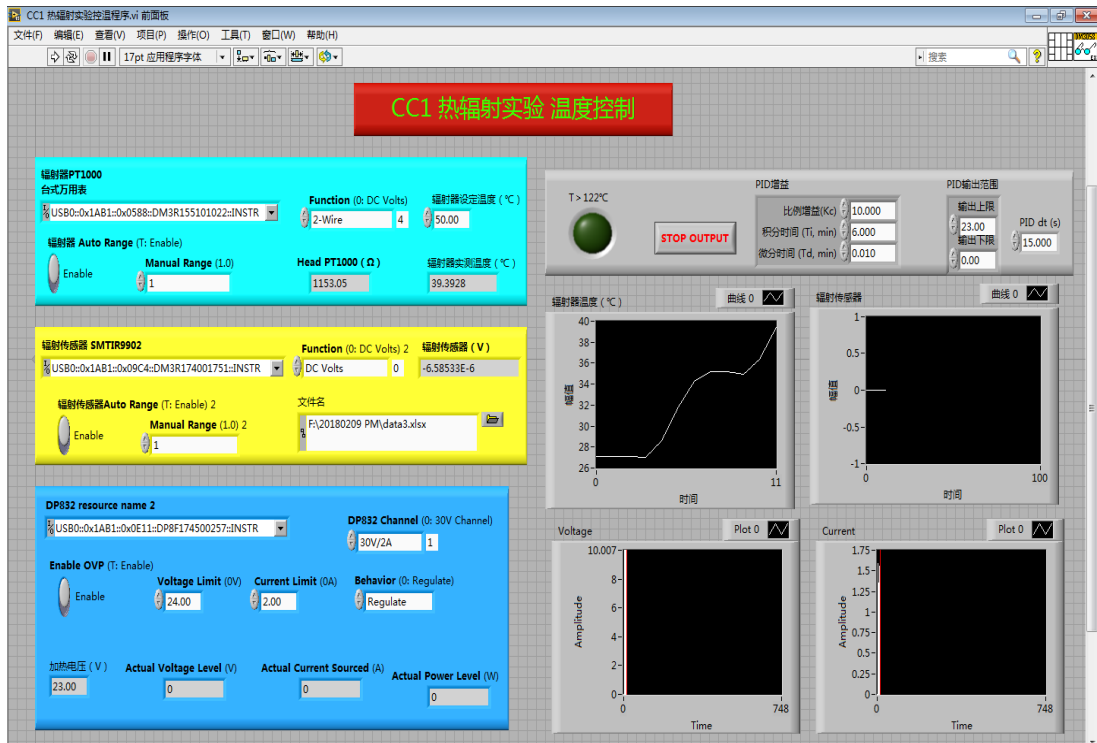 CC1 热辐射实验控温程序.vi 前面板
文件(F) 编辑(E) 查看(V) 项目(P) 操作(O) 工具(T) 窗口(W) 帮助(H)
17pt 应用程序字体
搜索
CC1 热辐射实验 温度控制
辐射器PT1000
台式万用表
USB0::0x1AB1::0x0588::DM3R155101022::INSTR
Function (0: DC Volts)
2-Wire 4
辐射器设定温度 ( ℃ )
50.00
辐射器 Auto Range (T: Enable)
Enable
Manual Range (1.0)
1
Head PT1000 ( Ω )
1153.05
辐射器实测温度 ( ℃ )
39.3928
辐射传感器 SMTIR9902
USB0::0x1AB1::0x09C4::DM3R174001751::INSTR
Function (0: DC Volts) 2
DC Volts 0
辐射传感器 ( V )
-6.58533E-6
辐射传感器Auto Range (T: Enable) 2
Enable
Manual Range (1.0) 2
1
文件名
F:\20180209 PM\data3.xlsx
DP832 resource name 2
USB0::0x1AB1::0x0E11::DP8F174500257::INSTR
DP832 Channel (0: 30V Channel)
30V/2A 1
Enable OVP (T: Enable)
Enable
Voltage Limit (0V)
24.00
Current Limit (0A)
2.00
Behavior (0: Regulate)
Regulate
加热电压 ( V )
23.00
Actual Voltage Level (V)
0
Actual Current Sourced (A)
0
Actual Power Level (W)
0
T > 122℃
STOP OUTPUT
PID增益
比例增益(Kc) 10.000
积分时间 (Ti, min) 6.000
微分时间 (Td, min) 0.010
PID输出范围
输出上限
23.00
输出下限
0.00
PID dt (s)
15.000
辐射器温度 ( ℃ )
曲线 0
40
38
36
34
32
30
28
26
幅值
0 11
时间
辐射传感器
曲线 0
1
0.5
0
-0.5
-1
幅值
0 100
时间
Voltage
Plot 0
10.007
8
6
4
2
0
Amplitude
0 748
Time
Current
Plot 0
1.75
1.5
1.25
1
0.75
0.5
0.25
0
Amplitude
0 748
Time